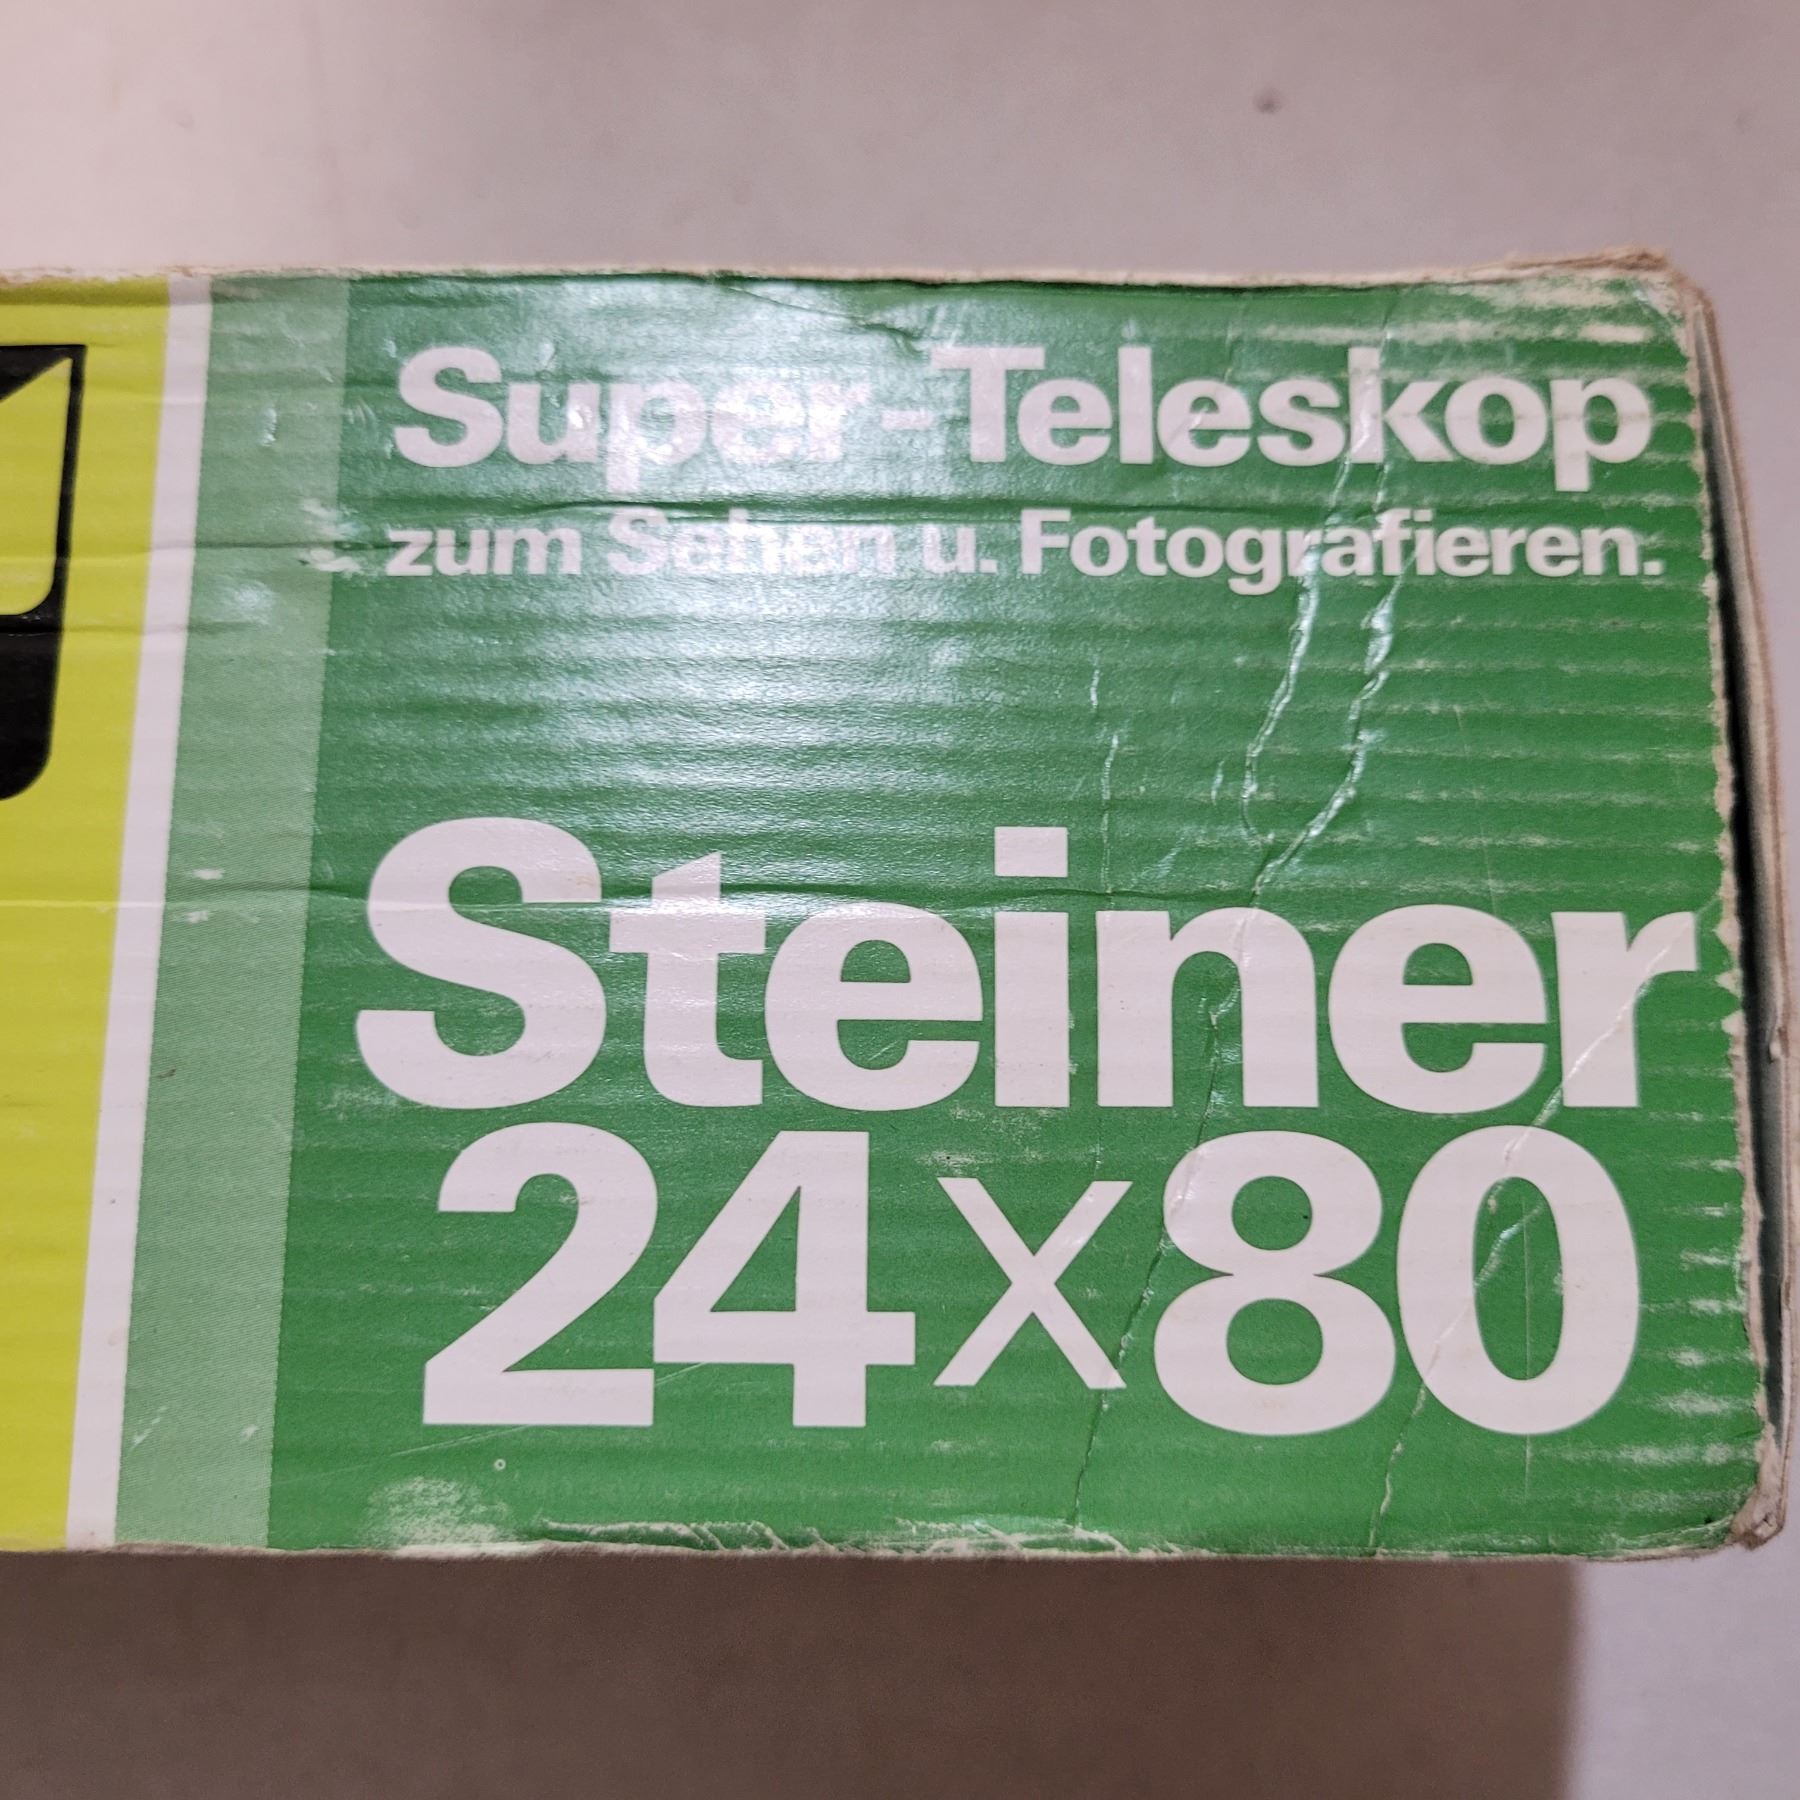 Super-Teleskop
zum Sehen u. Fotografieren.
Steiner
24x80